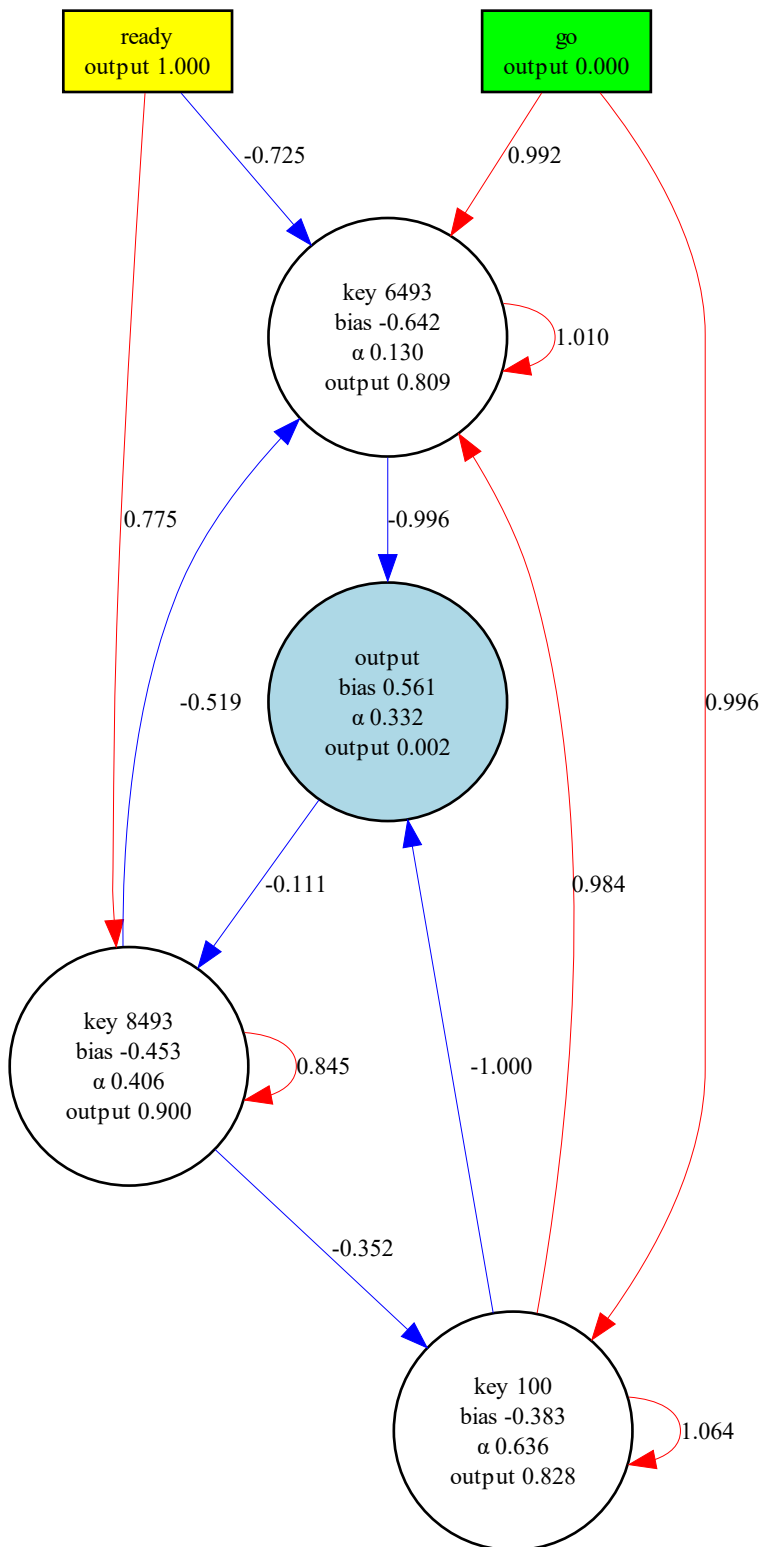 ready
output 1.000
go
output 0.000
-0.725
0.992
key 6493
bias -0.642
α 0.130
output 0.809
1.010
0.775
-0.996
-0.519
output
bias 0.561
α 0.332
output 0.002
0.996
-0.111
0.984
key 8493
bias -0.453
α 0.406
output 0.900
0.845
-1.000
-0.352
key 100
bias -0.383
α 0.636
output 0.828
1.064